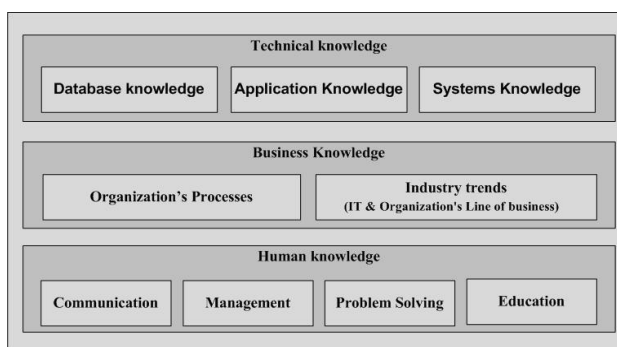 Technical knowledge
Database knowledge
Application Knowledge
Systems Knowledge
Business Knowledge
Organization's Processes
Industry trends
(IT & Organization's Line of business)
Human knowledge
Communication
Management
Problem Solving
Education